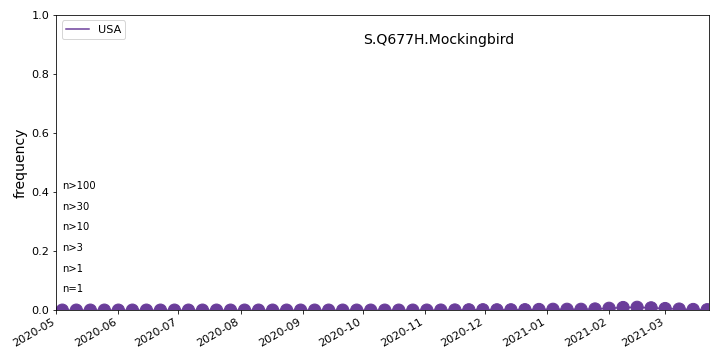 S.Q677H.Mockingbird
USA
frequency
1.0
0.8
0.6
0.4
0.2
0.0
n>100
n>30
n>10
n>3
n>1
n=1
2020-05
2020-06
2020-07
2020-08
2020-09
2020-10
2020-11
2020-12
2021-01
2021-02
2021-03